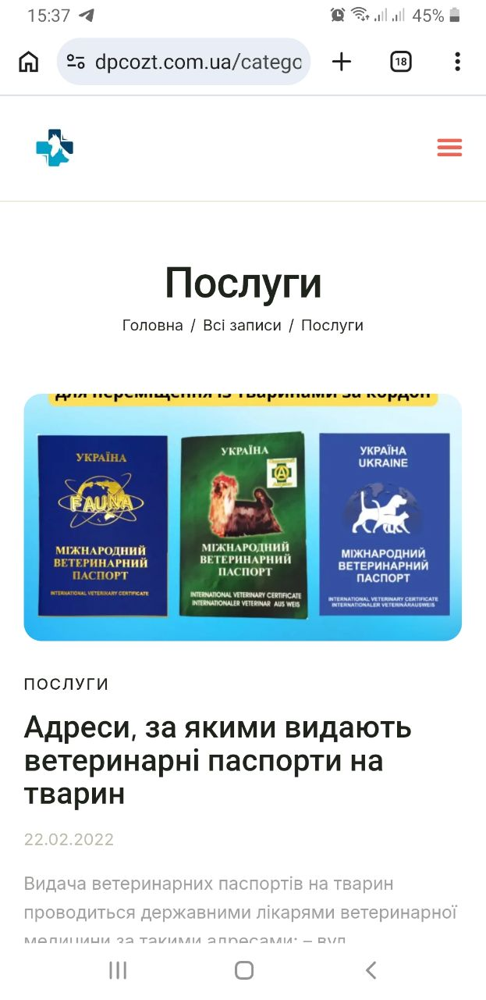 15:37
45%
dpcozt.com.ua/catego
18
Послуги
Головна / Всі записи / Послуги
для переміщення із тваринами за кордон
УКРАЇНА
FAUNA
МІЖНАРОДНИЙ
ВЕТЕРИНАРНИЙ
ПАСПОРТ
INTERNATIONAL VETERINARY CERTIFICATE
УКРАЇНА
МІЖНАРОДНИЙ
ВЕТЕРИНАРНИЙ
ПАСПОРТ
INTERNATIONAL VETERINARY CERTIFICATE
INTERNATIONALER VETERINAR AUS WEIS
УКРАЇНА
UKRAINE
МІЖНАРОДНИЙ
ВЕТЕРИНАРНИЙ
ПАСПОРТ
INTERNATIONAL VETERINARY CERTIFICATE
INTERNATIONALER VETERINÄRAUSWEIS
ПОСЛУГИ
Адреси, за якими видають
ветеринарні паспорти на
тварин
22.02.2022
Видача ветеринарних паспортів на тварин
проводиться державними лікарями ветеринарної
медицини за такими адресами: – вул